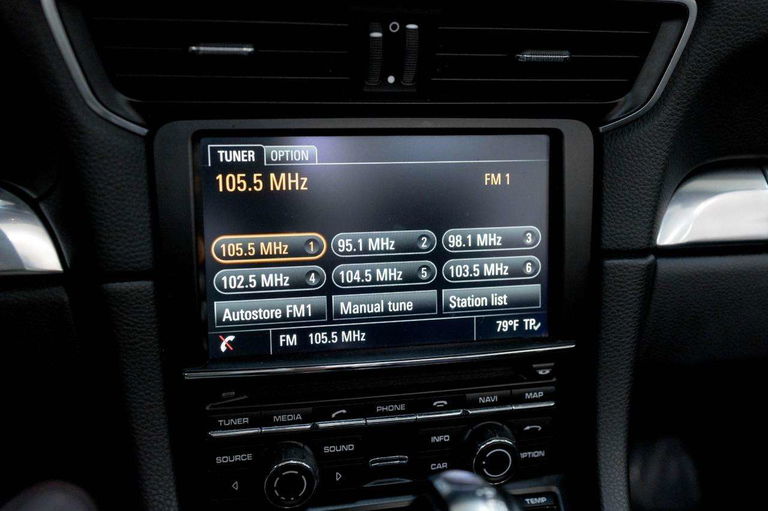 TUNER OPTION
105.5 MHz FM 1
105.5 MHz 1 95.1 MHz 2 98.1 MHz 3
102.5 MHz 4 104.5 MHz 5 103.5 MHz 6
Autostore FM1 Manual tune Station list
FM 105.5 MHz 79°F TP
TUNER MEDIA PHONE NAVI MAP
SOURCE SOUND INFO OPTION
CAR
TEMP